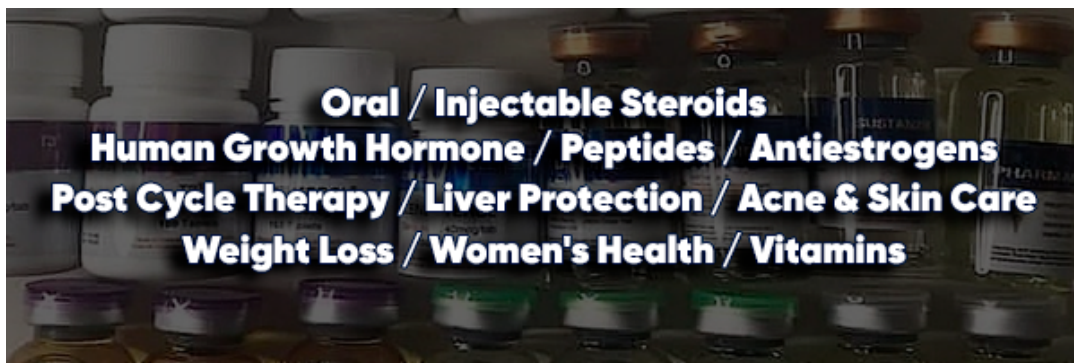 Oral / Injectable Steroids
Human Growth Hormone / Peptides / Antiestrogens
Post Cycle Therapy / Liver Protection / Acne & Skin Care
Weight Loss / Women's Health / Vitamins